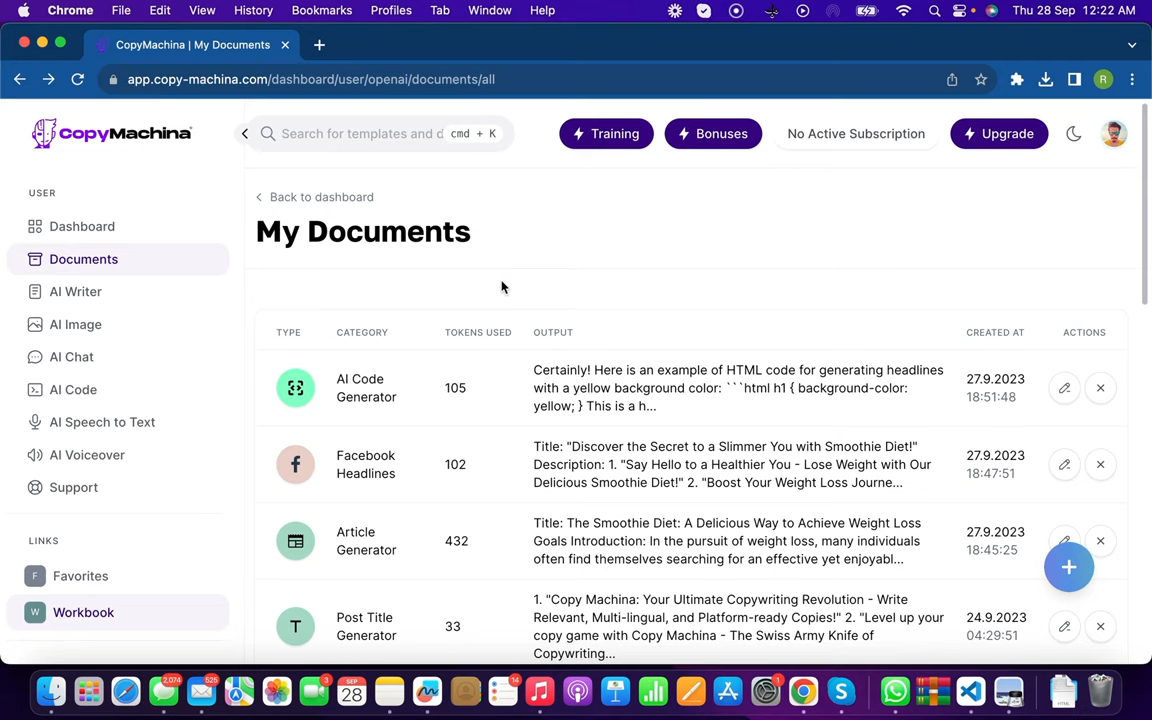 Chrome File Edit View History Bookmarks Profiles Tab Window Help Thu 28 Sep 12:22 AM
CopyMachina | My Documents
app.copy-machina.com/dashboard/user/openai/documents/all R
CopyMachina
Search for templates and d cmd + K
Training
Bonuses
No Active Subscription
Upgrade
USER
Dashboard
Documents
AI Writer
AI Image
AI Chat
AI Code
AI Speech to Text
AI Voiceover
Support
LINKS
F Favorites
W Workbook
Back to dashboard
My Documents
TYPE CATEGORY TOKENS USED OUTPUT CREATED AT ACTIONS
AI Code
Generator
105
Certainly! Here is an example of HTML code for generating headlines
with a yellow background color: ```html h1 { background-color:
yellow; } This is a h...
27.9.2023
18:51:48
Facebook
Headlines
102
Title: "Discover the Secret to a Slimmer You with Smoothie Diet!"
Description: 1. "Say Hello to a Healthier You - Lose Weight with Our
Delicious Smoothie Diet!" 2. "Boost Your Weight Loss Journe...
27.9.2023
18:47:51
Article
Generator
432
Title: The Smoothie Diet: A Delicious Way to Achieve Weight Loss
Goals Introduction: In the pursuit of weight loss, many individuals
often find themselves searching for an effective yet enjoyabl...
27.9.2023
18:45:25
T
Post Title
Generator
33
1. "Copy Machina: Your Ultimate Copywriting Revolution - Write
Relevant, Multi-lingual, and Platform-ready Copies!" 2. "Level up your
copy game with Copy Machina - The Swiss Army Knife of
Copywriting...
24.9.2023
04:29:51
2,074
525
3
SEP
28
14
1